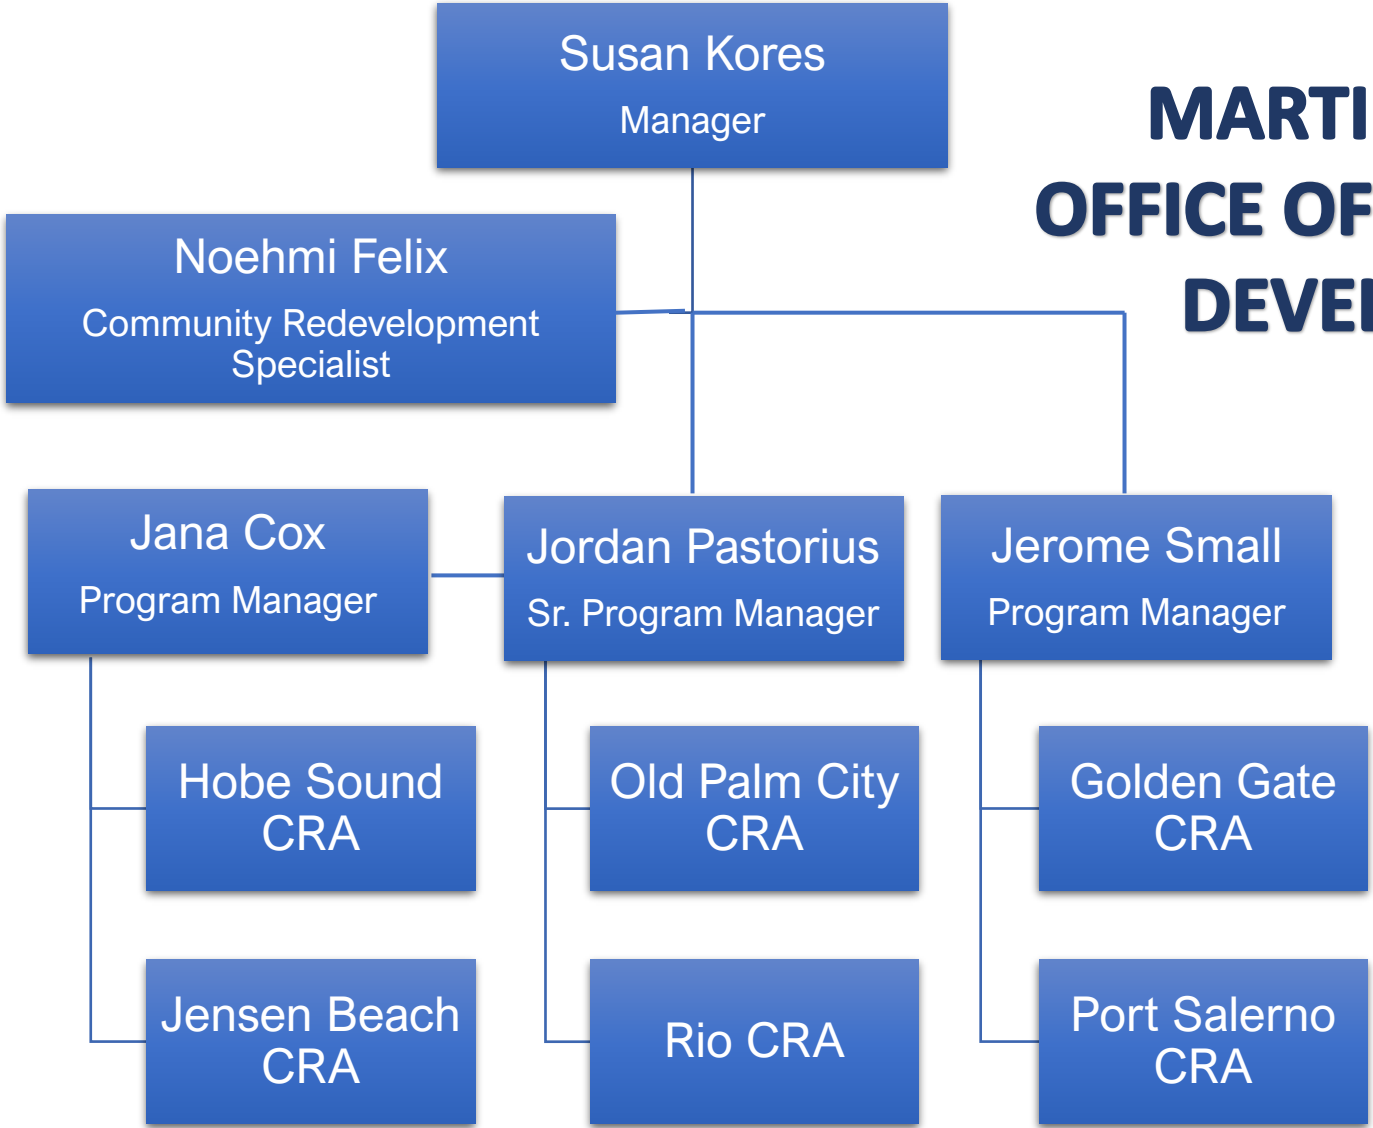 Susan Kores
Manager
MARTI
OFFICE OF
DEVEL
Noehmi Felix
Community Redevelopment
Specialist
Jana Cox
Program Manager
Jordan Pastorius
Sr. Program Manager
Jerome Small
Program Manager
Hobe Sound
CRA
Old Palm City
CRA
Golden Gate
CRA
Jensen Beach
CRA
Rio CRA
Port Salerno
CRA